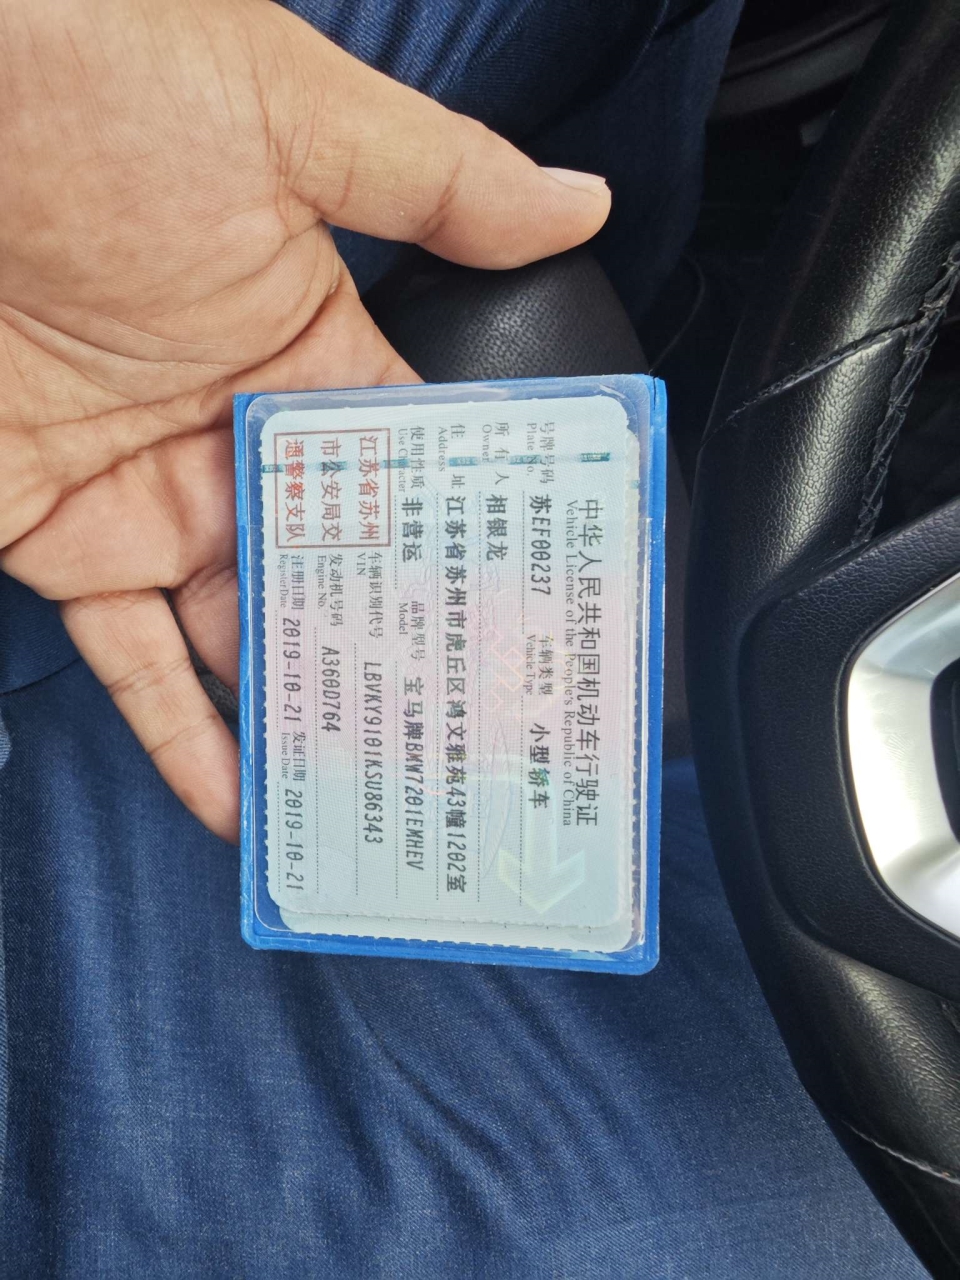 中华人民共和国机动车行驶证
Vehicle License of the People's Republic of China
号牌号码 苏EF00237 车辆类型 小型轿车
Plate No. Vehicle Type
所有人 相银龙
Owner
住址 江苏省苏州市虎丘区鸿文雅苑43幢1202室
Address
使用性质 非营运 品牌型号 宝马牌BMW7201EMHEV
Use Character Model
江苏省苏州
市公安局交
通警察支队
车辆识别代号 LBVKY9101KSU86343
VIN
发动机号码 A360D764
Engine No.
注册日期 2019-10-21 发证日期 2019-10-21
Register Date Issue Date